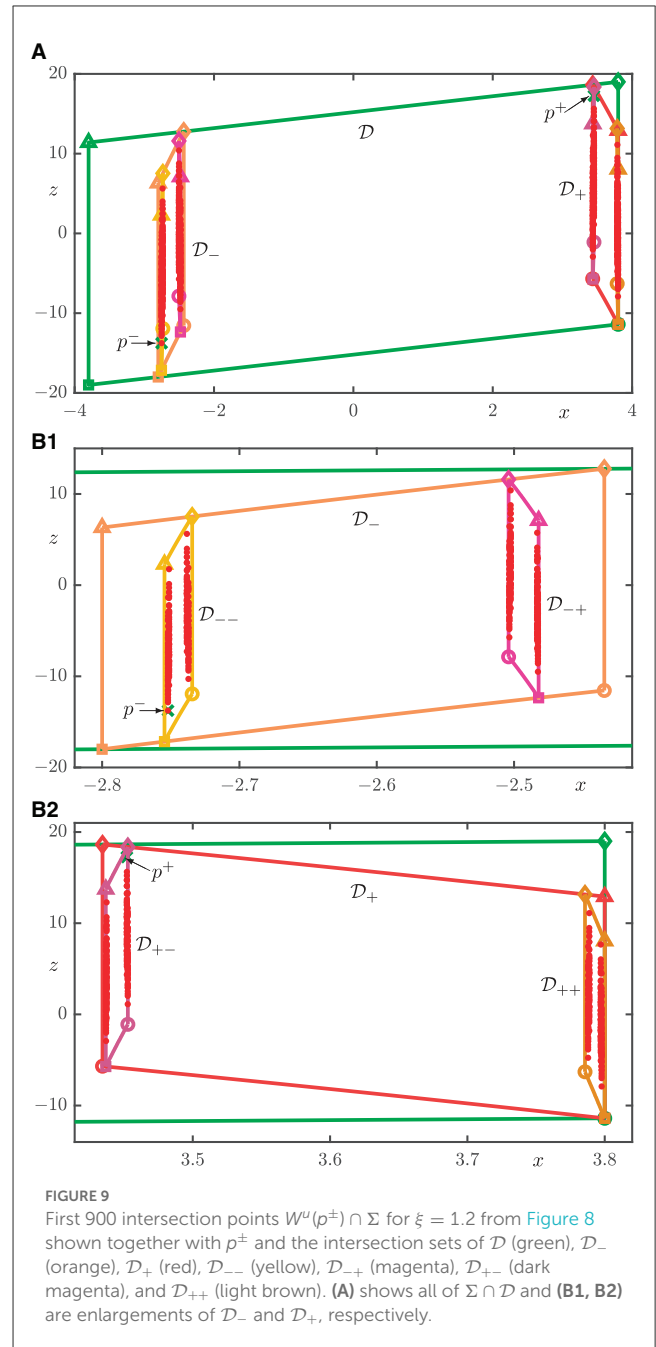 A
20
10
z
0
−10
−20
𝒟
p⁺
𝒟₊
𝒟₋
p⁻
−4
−2
0
2
x
4
B1
10
z
0
−10
−20
𝒟₋
𝒟₋₋
𝒟₋₊
p⁻
−2.8
−2.7
−2.6
−2.5
x
B2
20
10
z
0
−10
p⁺
𝒟₊
𝒟₊₋
𝒟₊₊
3.5
3.6
3.7
x
3.8
FIGURE 9
First 900 intersection points Wᵘ(p±) ∩ Σ for ξ = 1.2 from Figure 8
shown together with p± and the intersection sets of 𝒟 (green), 𝒟₋
(orange), 𝒟₊ (red), 𝒟₋₋ (yellow), 𝒟₋₊ (magenta), 𝒟₊₋ (dark
magenta), and 𝒟₊₊ (light brown). (A) shows all of Σ ∩ 𝒟 and (B1, B2)
are enlargements of 𝒟₋ and 𝒟₊, respectively.